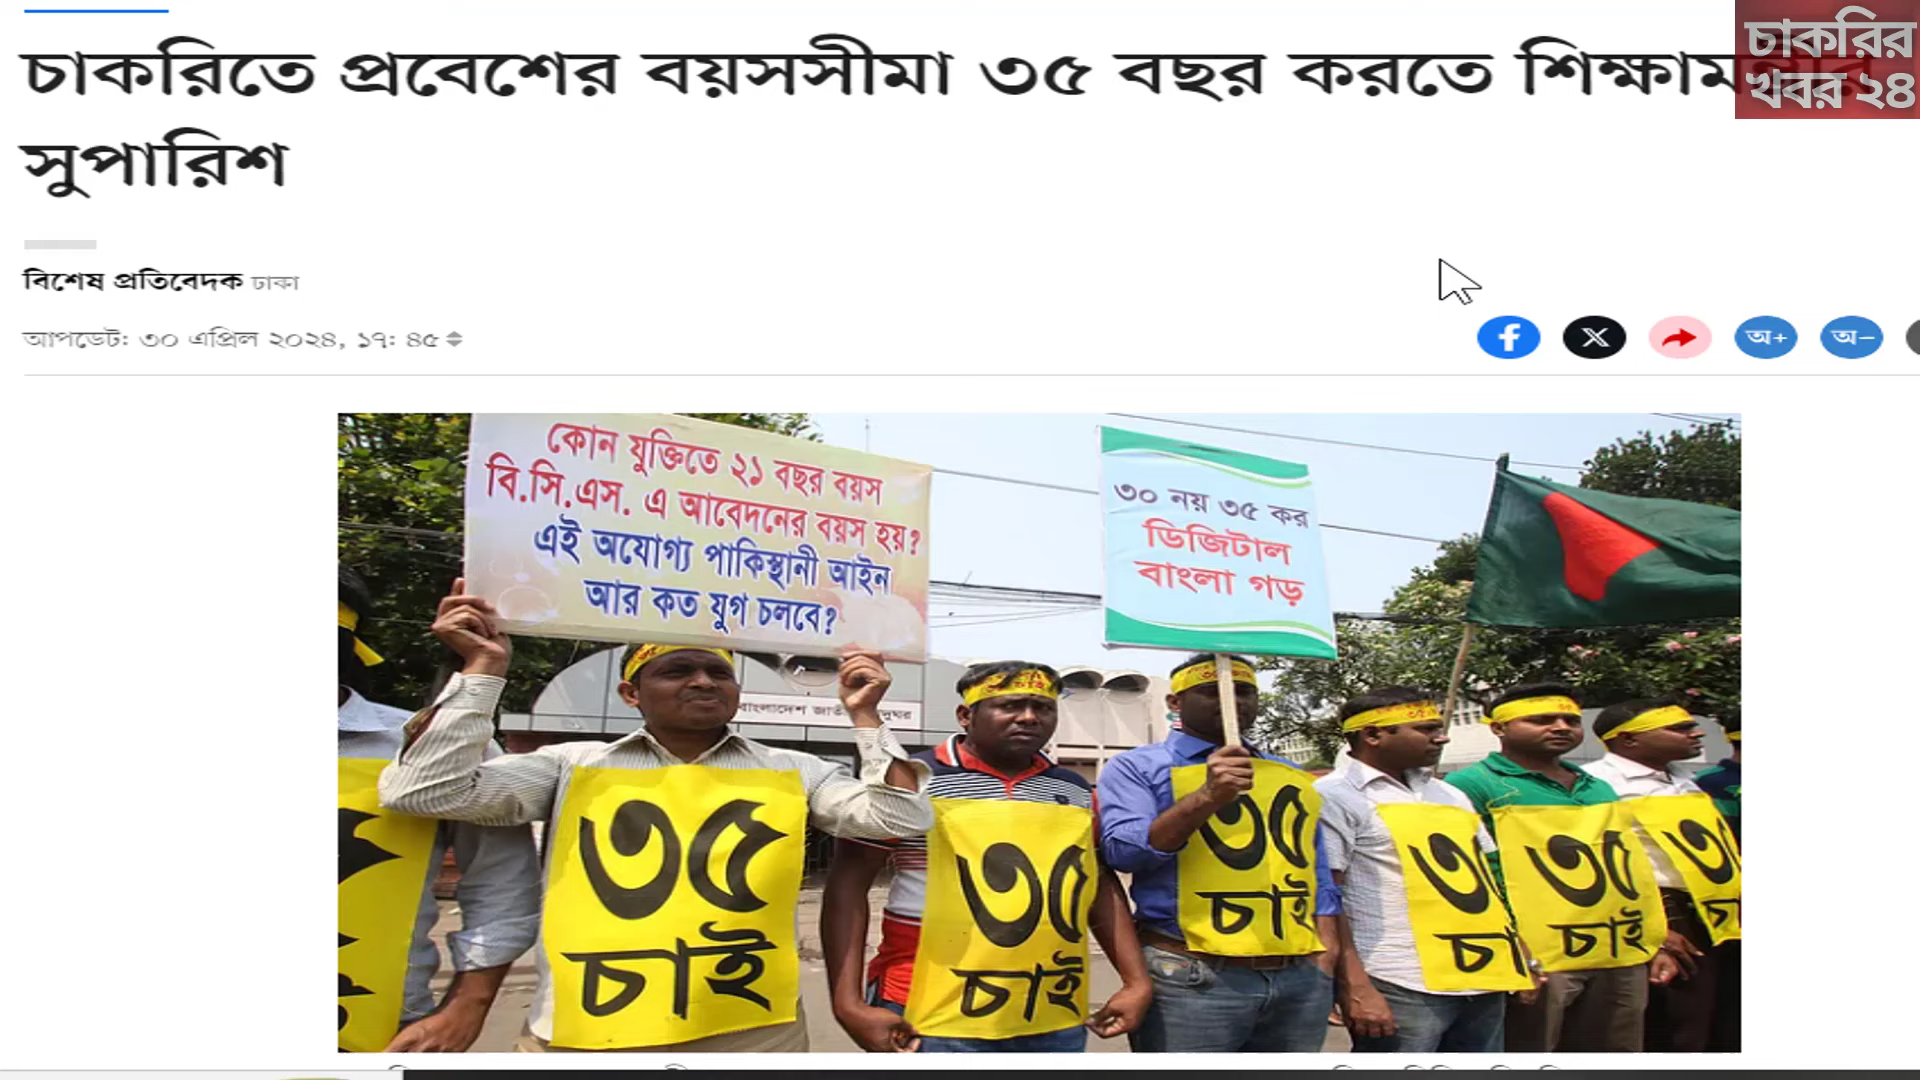 চাকরিতে প্রবেশের বয়সসীমা ৩৫ বছর করতে শিক্ষামন্ত্রীর
সুপারিশ
চাকরির
খবর ২৪
বিশেষ প্রতিবেদক ঢাকা
আপডেট: ৩০ এপ্রিল ২০২৪, ১৭: ৪৫
অ+
অ−
কোন যুক্তিতে ২১ বছর বয়স
বি.সি.এস. এ আবেদনের বয়স হয়?
এই অযোগ্য পাকিস্থানী আইন
আর কত যুগ চলবে?
৩০ নয় ৩৫ কর
ডিজিটাল
বাংলা গড়
বাংলাদেশ
৩৫
চাই
৩৫
চাই
৩৫
চাই
৩৫
চাই